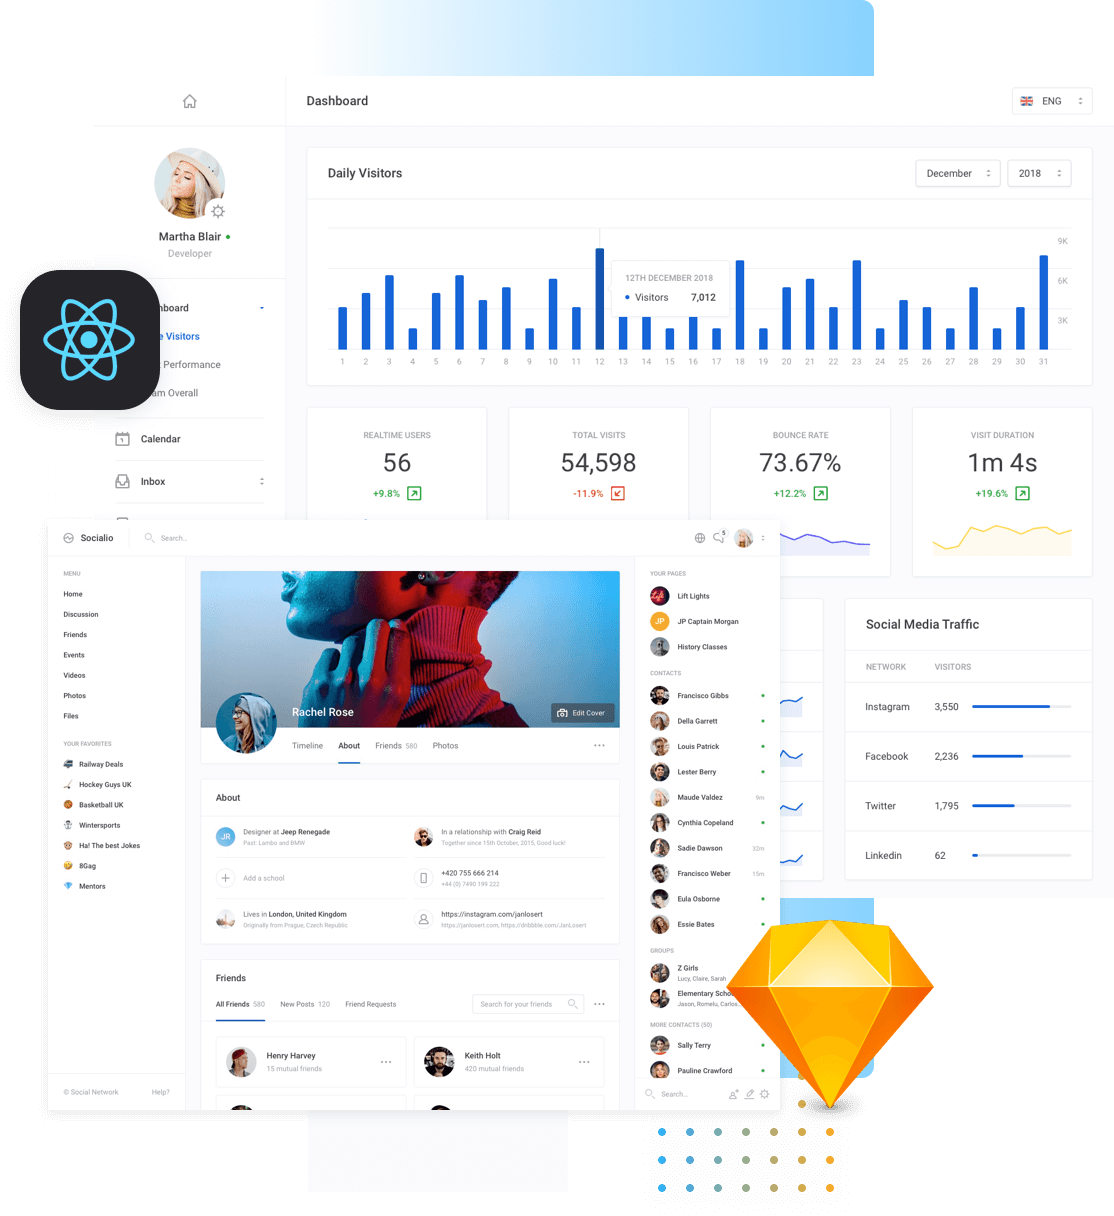 Dashboard
ENG
Martha Blair
Developer
Daily Visitors
December
2018
9K
6K
3K
12TH DECEMBER 2018
Visitors 7,012
1 2 3 4 5 6 7 8 9 10 11 12 13 14 15 16 17 18 19 20 21 22 23 24 25 26 27 28 29 30 31
Visitors
Performance
Overall
Calendar
Inbox
REALTIME USERS
56
+9.8%
TOTAL VISITS
54,598
-11.9%
BOUNCE RATE
73.67%
+12.2%
VISIT DURATION
1m 4s
+19.6%
Social Media Traffic
NETWORK VISITORS
Instagram 3,550
Facebook 2,236
Twitter 1,795
Linkedin 62
Socialio
Search..
5
MENU
Home
Discussion
Friends
Events
Videos
Photos
Files
YOUR FAVORITES
Railway Deals
Hockey Guys UK
Basketball UK
Wintersports
Ha! The best Jokes
8Gag
Mentors
© Social Network
Help?
Rachel Rose
Edit Cover
Timeline
About
Friends 580
Photos
About
JR
Designer at Jeep Renegade
Past: Lambo and BMW
In a relationship with Craig Reid
Together since 15th October, 2015, Good luck!
Add a school
+420 755 666 214
+44 (0) 7490 199 222
Lives in London, United Kingdom
Originally from Prague, Czech Republic
https://instagram.com/janlosert
https://janlosert.com, https://dribbble.com/JanLosert
Friends
All Friends 580
New Posts 120
Friend Requests
Search for your friends
Henry Harvey
15 mutual friends
Keith Holt
420 mutual friends
YOUR PAGES
Lift Lights
JP
JP Captain Morgan
History Classes
CONTACTS
Francisco Gibbs
Della Garrett
Louis Patrick
Lester Berry
Maude Valdez 9m
Cynthia Copeland
Sadie Dawson 32m
Francisco Weber 15m
Eula Osborne
Essie Bates
GROUPS
Z Girls
Lucy, Claire, Sarah
Elementary
Jason, Romelu, Carlos
MORE CONTACTS (50)
Sally Terry
Pauline Crawford
Search...